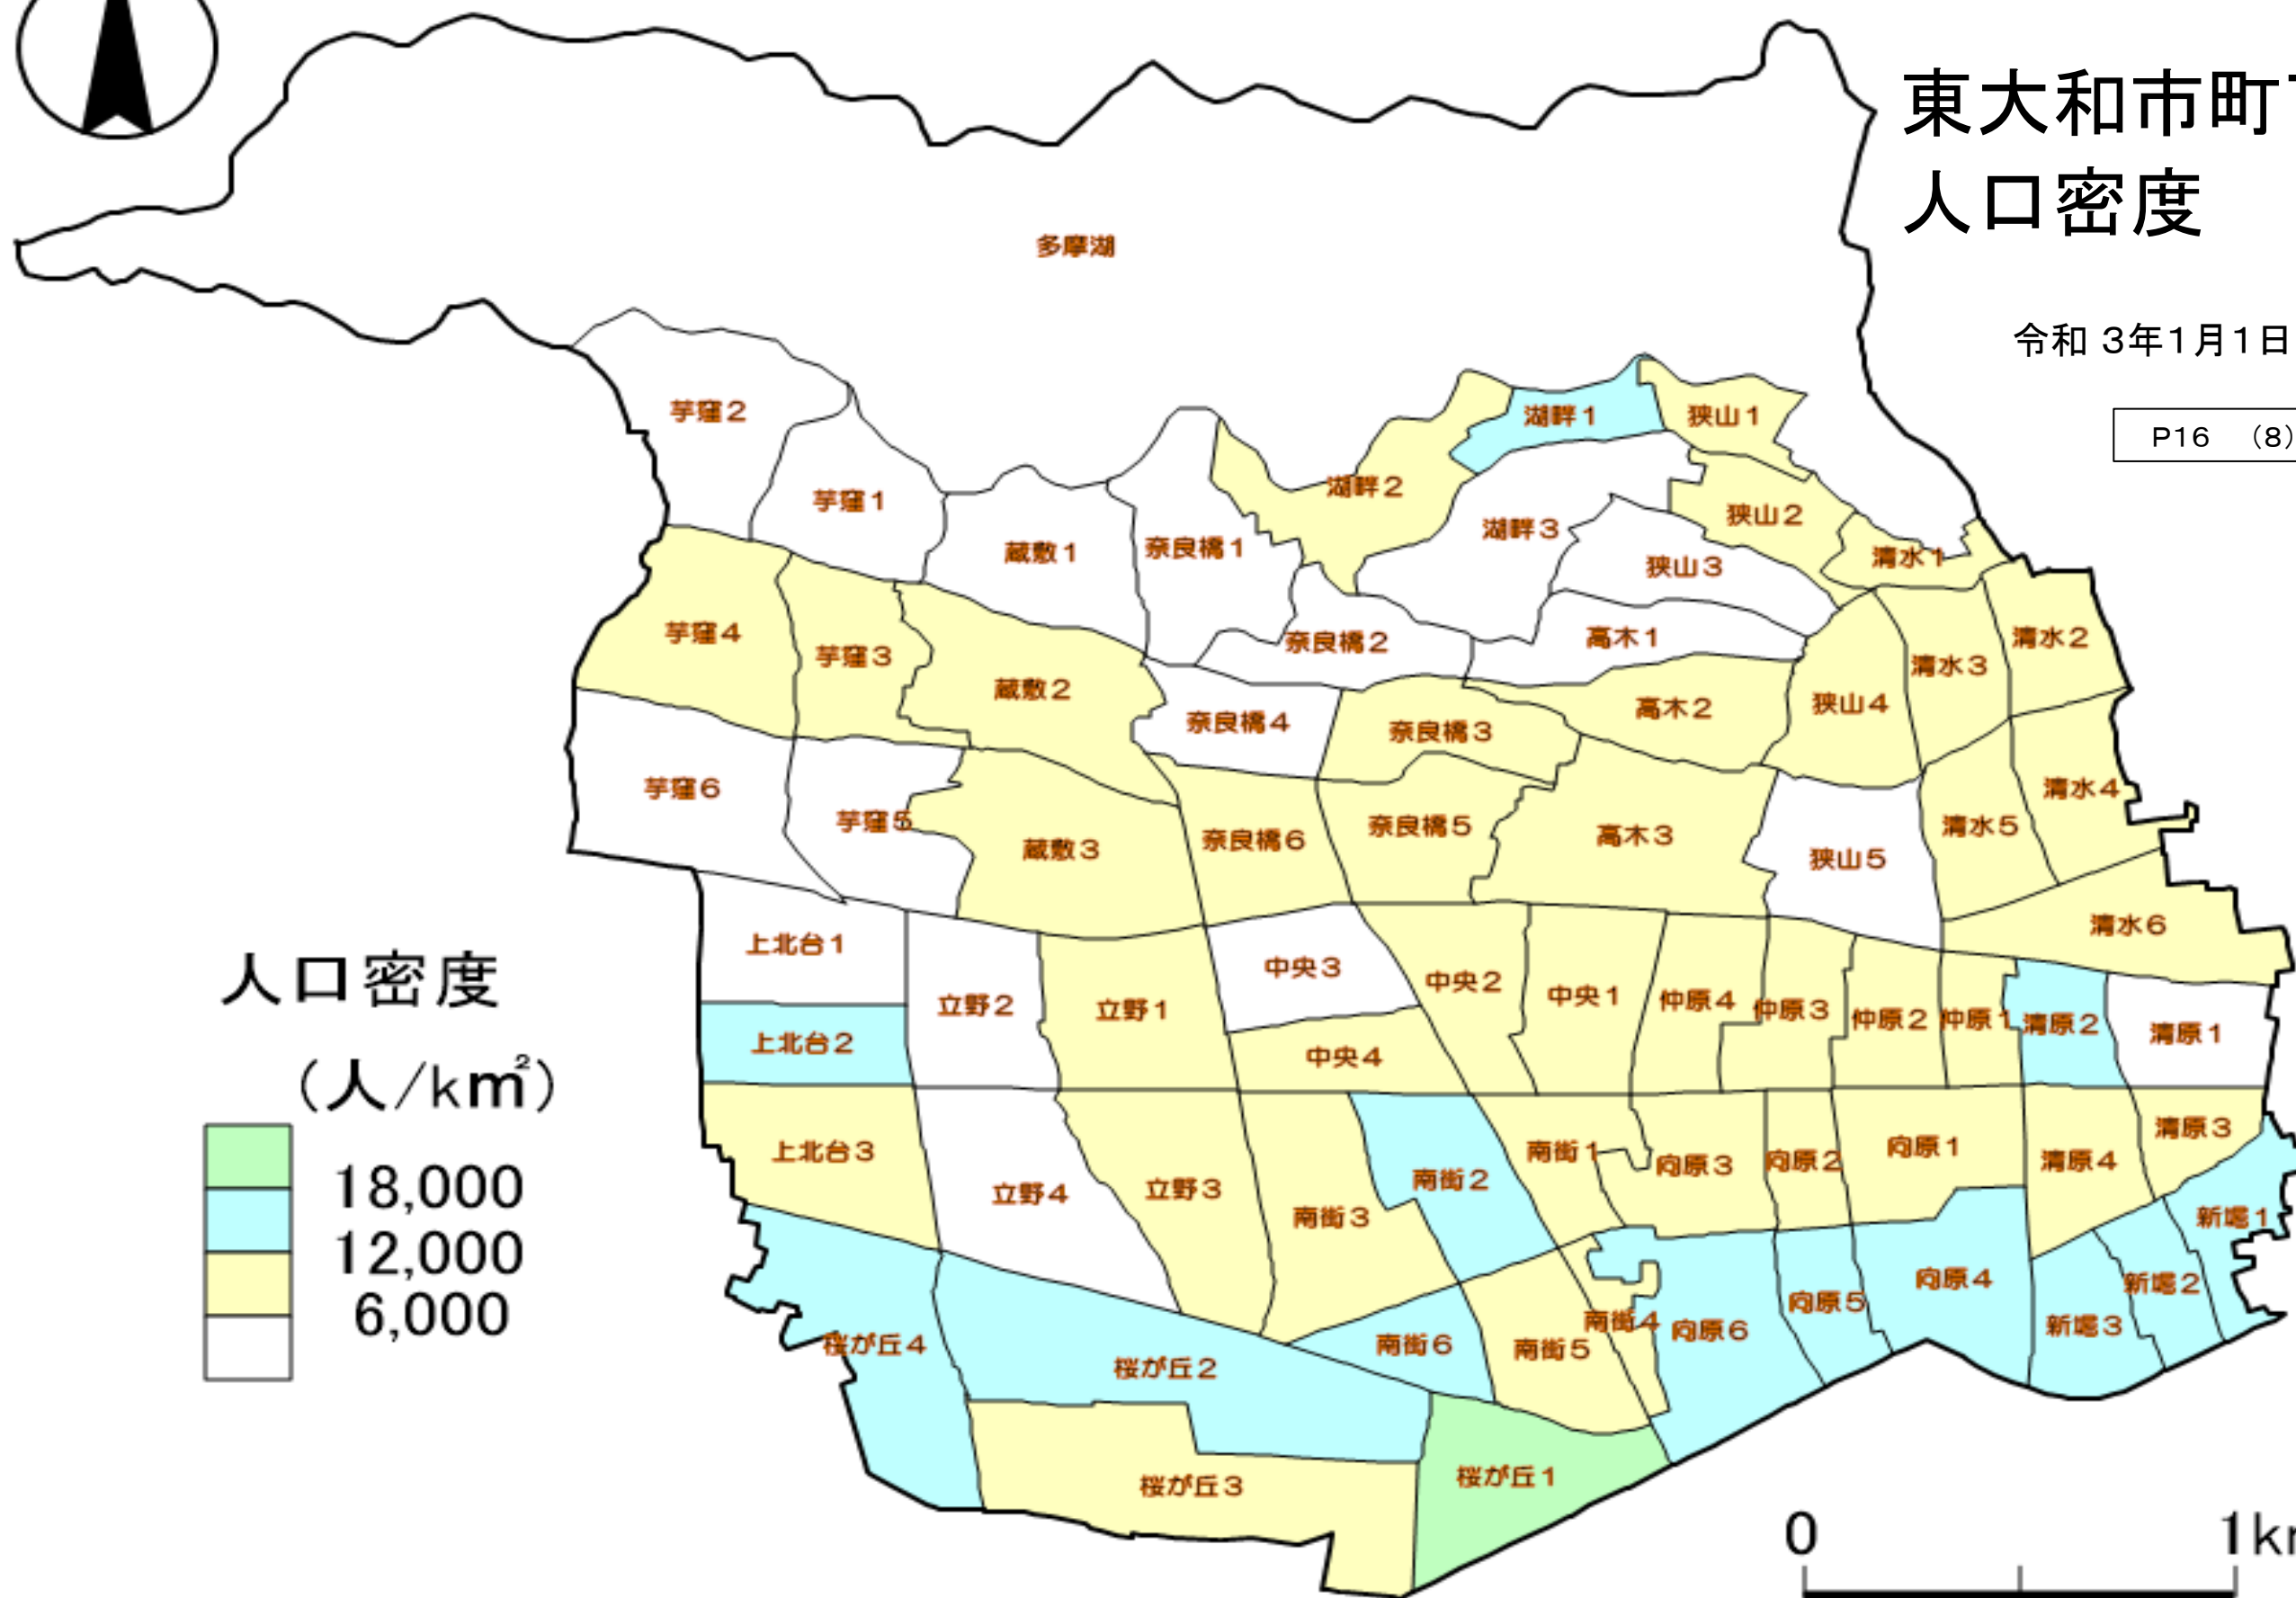 東大和市町
人口密度
令和 3年1月1日
P16 （8）
多摩湖
芋窪2
湖畔1
狭山1
芋窪1
湖畔2
狭山2
湖畔3
蔵敷1
奈良橋1
清水1
狭山3
芋窪4
奈良橋2
高木1
清水2
芋窪3
清水3
蔵敷2
狭山4
高木2
奈良橋4
奈良橋3
芋窪6
清水4
芋窪5
奈良橋5
清水5
奈良橋6
高木3
蔵敷3
狭山5
清水6
上北台1
中央3
中央2
中央1
仲原4
立野2
立野1
仲原3
仲原2
仲原1
清原2
清原1
上北台2
中央4
清原3
上北台3
南街1
向原1
向原3
向原2
清原4
南街2
立野4
立野3
南街3
新堀1
向原4
新堀2
向原5
南街4
向原6
新堀3
桜が丘4
南街6
南街5
桜が丘2
桜が丘1
桜が丘3
人口密度
（人/k㎡）
18,000
12,000
6,000
0
1k